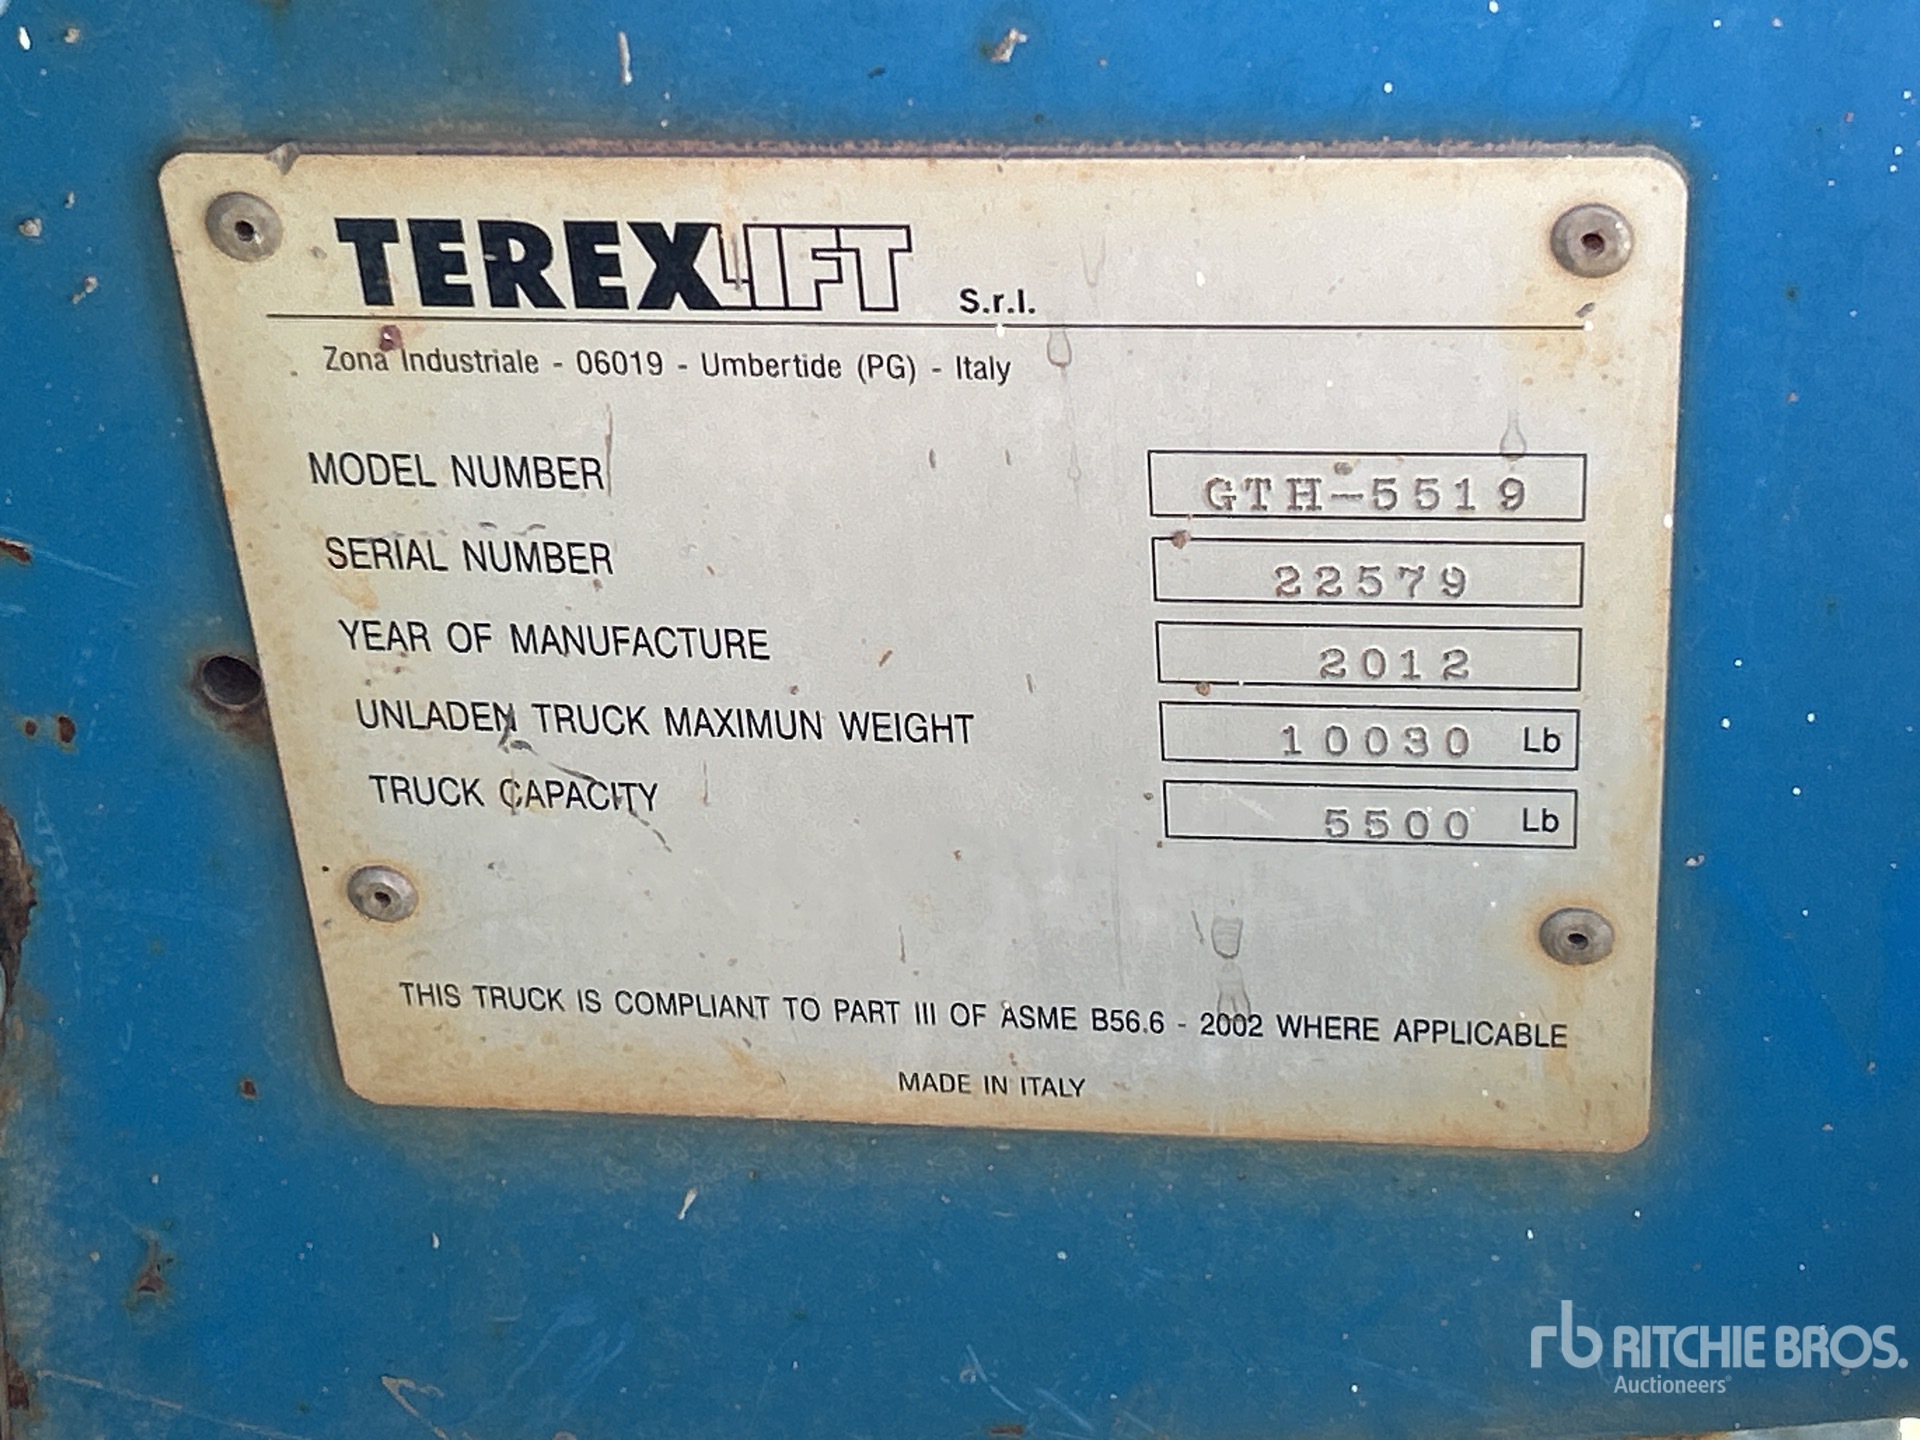 TEREXLIFT S.r.l.
Zona Industriale - 06019 - Umbertide (PG) - Italy
MODEL NUMBER GTH-5519
SERIAL NUMBER 22579
YEAR OF MANUFACTURE 2012
UNLADEN TRUCK MAXIMUN WEIGHT 10030 Lb
TRUCK CAPACITY 5500 Lb
THIS TRUCK IS COMPLIANT TO PART III OF ASME B56.6 - 2002 WHERE APPLICABLE
MADE IN ITALY
rb RITCHIE BROS.
Auctioneers